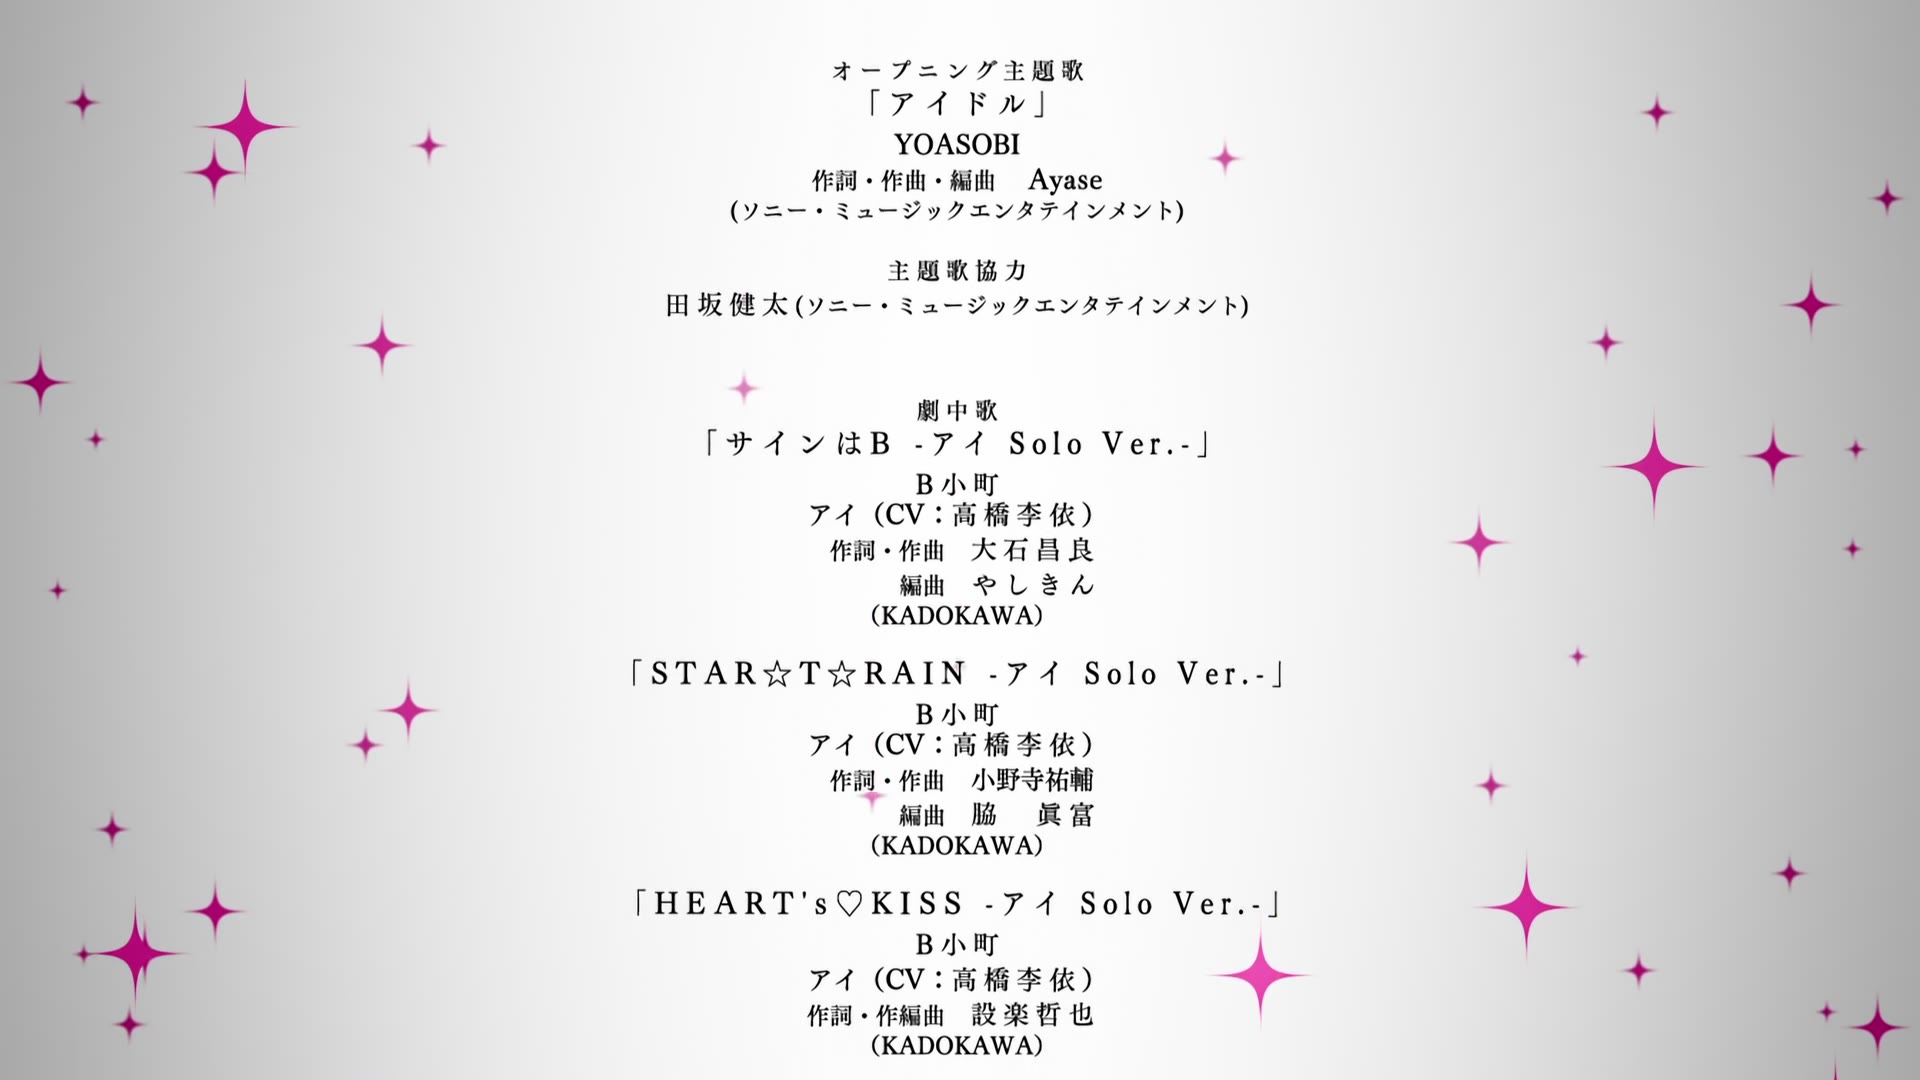 オープニング主題歌
「アイドル」
YOASOBI
作詞・作曲・編曲　Ayase
(ソニー・ミュージックエンタテインメント)
主題歌協力
田坂健太(ソニー・ミュージックエンタテインメント)
劇中歌
「サインはB -アイ Solo Ver.-」
B小町
アイ（CV：高橋李依）
作詞・作曲　大石昌良
編曲　やしきん
（KADOKAWA）
「STAR☆T☆RAIN -アイ Solo Ver.-」
B小町
アイ（CV：高橋李依）
作詞・作曲　小野寺祐輔
編曲　脇　眞富
（KADOKAWA）
「HEART's♡KISS -アイ Solo Ver.-」
B小町
アイ（CV：高橋李依）
作詞・作編曲　設楽哲也
（KADOKAWA）